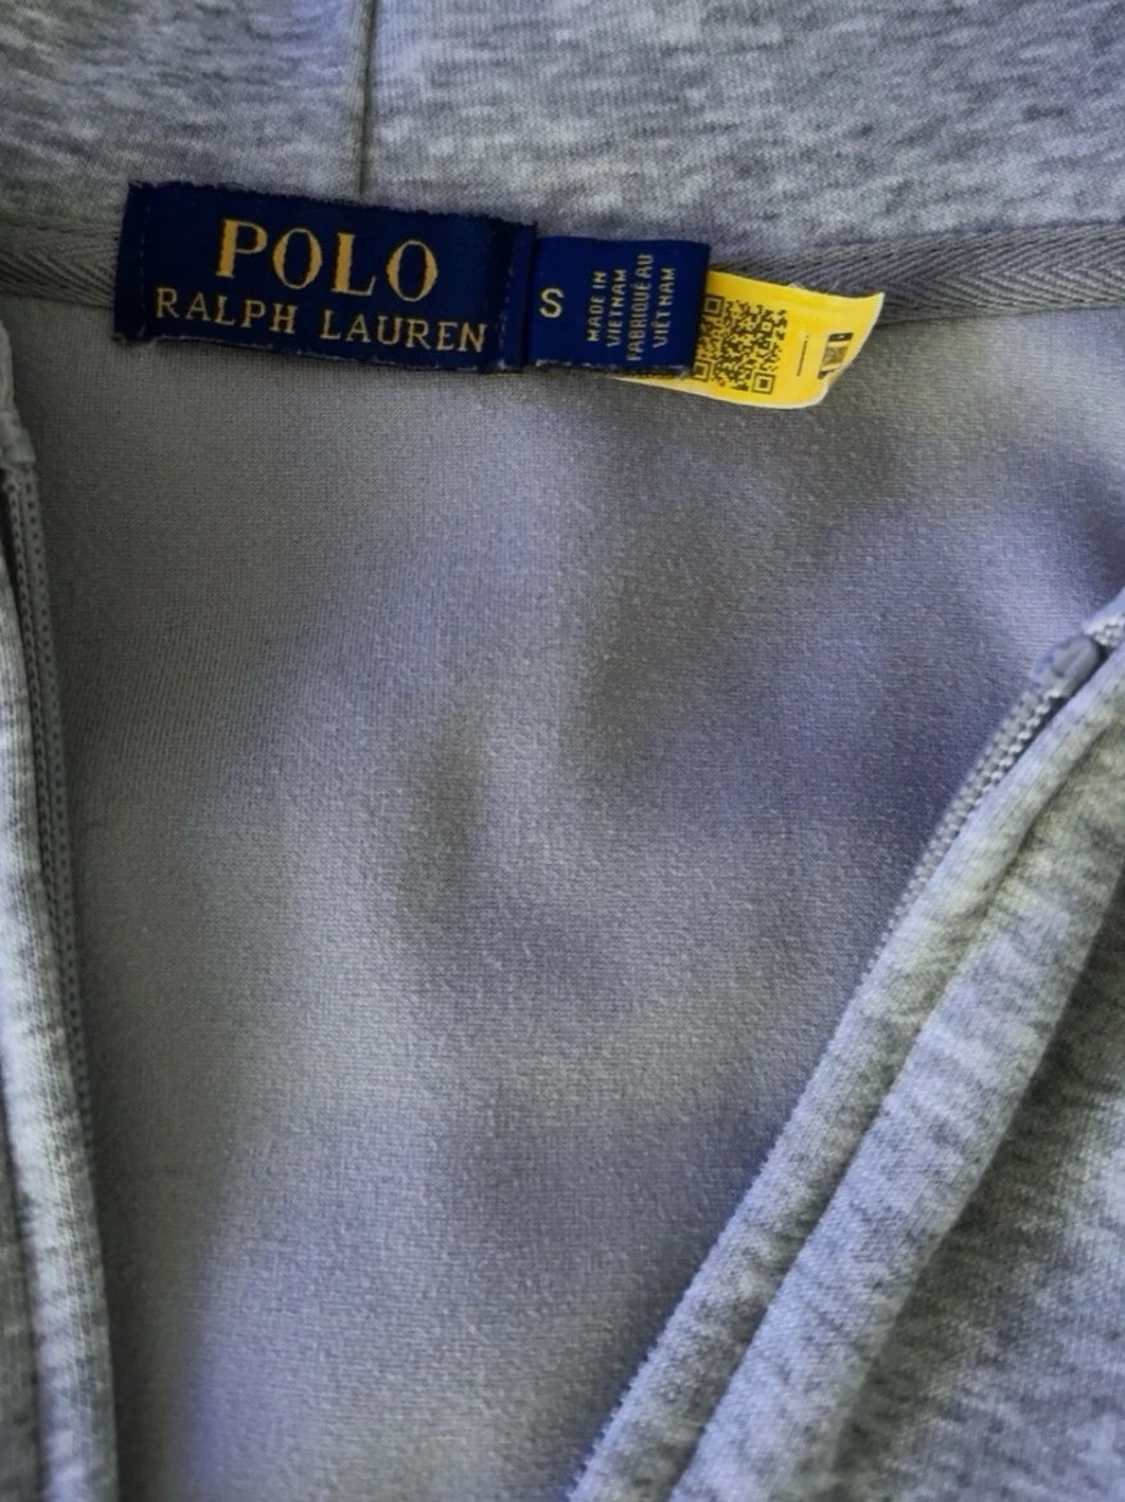 POLO
RALPH LAUREN
S
MADE IN
VIETNAM
FABRIQUÉ AU
VIÊT NAM